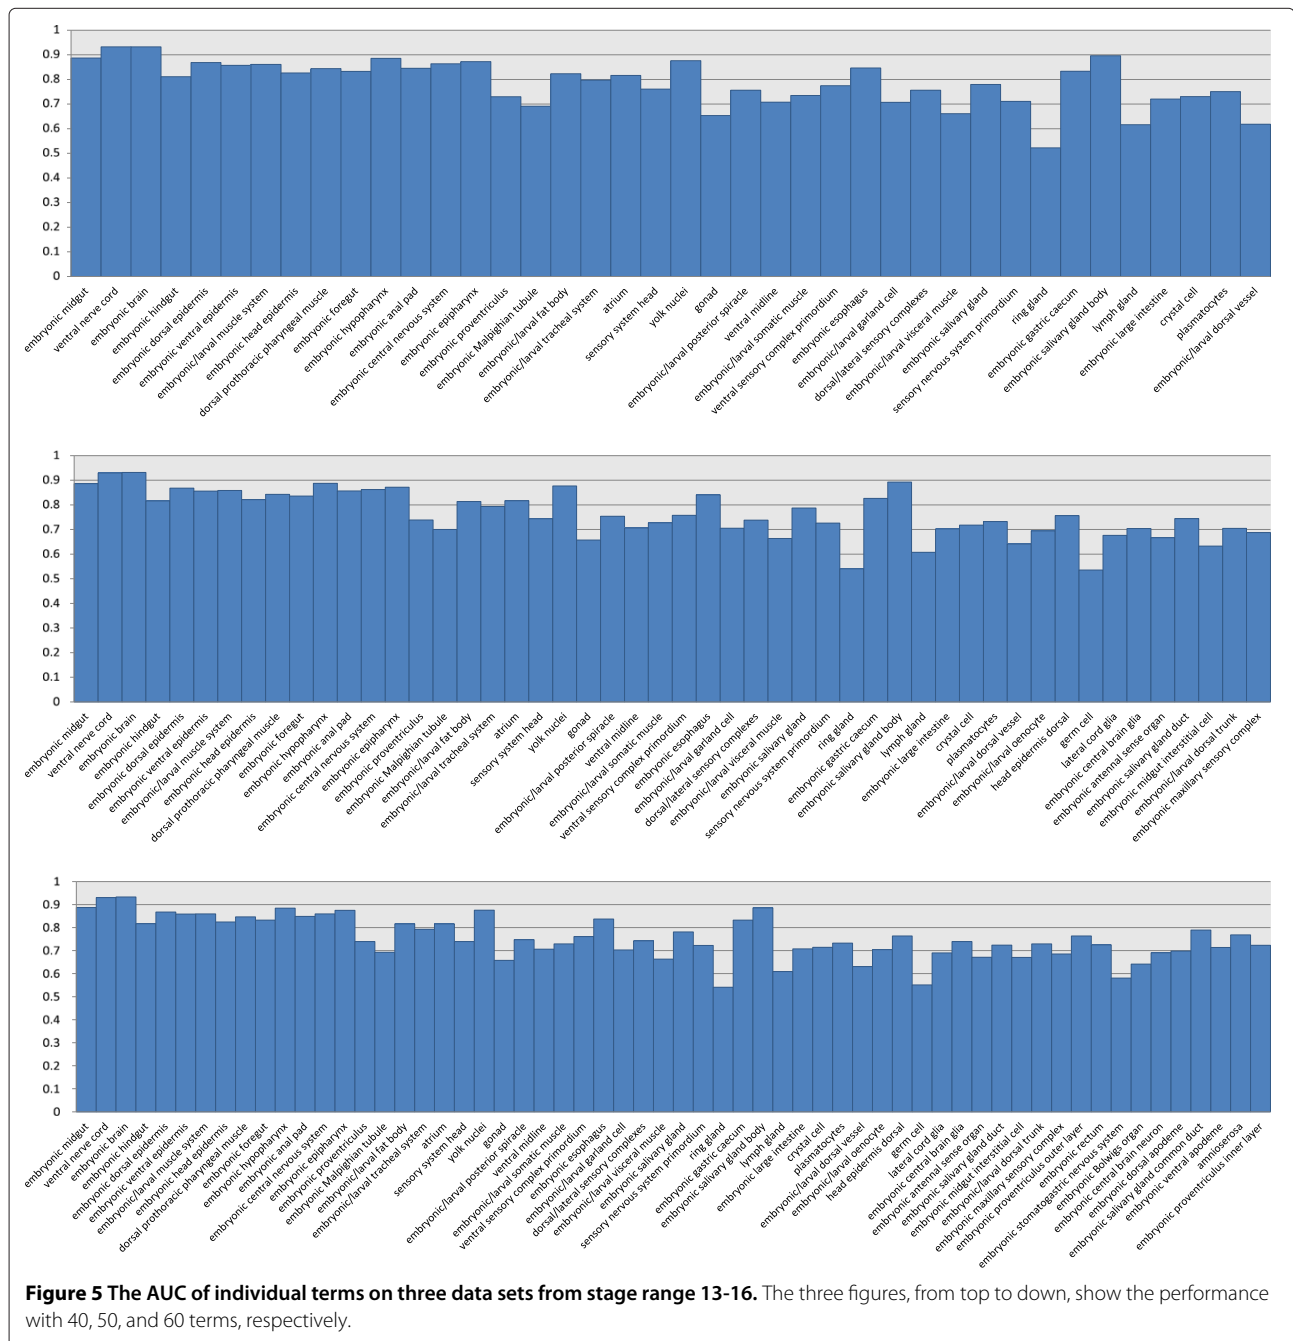 1
0.9
0.8
0.7
0.6
0.5
0.4
0.3
0.2
0.1
0
embryonic midgut
ventral nerve cord
embryonic brain
embryonic hindgut
embryonic dorsal epidermis
embryonic ventral epidermis
embryonic/larval muscle system
embryonic head epidermis
dorsal prothoracic pharyngeal muscle
embryonic foregut
embryonic hypopharynx
embryonic anal pad
embryonic central nervous system
embryonic epipharynx
embryonic proventriculus
embryonic Malpighian tubule
embryonic/larval fat body
embryonic/larval tracheal system
atrium
sensory system head
yolk nuclei
gonad
embryonic/larval posterior spiracle
ventral midline
embryonic/larval somatic muscle
ventral sensory complex primordium
embryonic esophagus
embryonic/larval garland cell
dorsal/lateral sensory complexes
embryonic/larval visceral muscle
embryonic salivary gland
sensory nervous system primordium
ring gland
embryonic gastric caecum
embryonic salivary gland body
lymph gland
embryonic large intestine
crystal cell
plasmatocytes
embryonic/larval dorsal vessel
1
0.9
0.8
0.7
0.6
0.5
0.4
0.3
0.2
0.1
0
embryonic midgut
ventral nerve cord
embryonic brain
embryonic hindgut
embryonic dorsal epidermis
embryonic ventral epidermis
embryonic/larval muscle system
embryonic head epidermis
dorsal prothoracic pharyngeal muscle
embryonic foregut
embryonic hypopharynx
embryonic anal pad
embryonic central nervous system
embryonic epipharynx
embryonic proventriculus
embryonic Malpighian tubule
embryonic/larval fat body
embryonic/larval tracheal system
atrium
sensory system head
yolk nuclei
gonad
embryonic/larval posterior spiracle
ventral midline
embryonic/larval somatic muscle
ventral sensory complex primordium
embryonic esophagus
embryonic/larval garland cell
dorsal/lateral sensory complexes
embryonic/larval visceral muscle
embryonic salivary gland
sensory nervous system primordium
ring gland
embryonic gastric caecum
embryonic salivary gland body
lymph gland
embryonic large intestine
crystal cell
plasmatocytes
embryonic/larval dorsal vessel
embryonic/larval oenocyte
head epidermis dorsal
germ cell
lateral cord glia
embryonic central brain glia
embryonic antennal sense organ
embryonic salivary gland duct
embryonic midgut interstitial cell
embryonic/larval dorsal trunk
embryonic maxillary sensory complex
1
0.9
0.8
0.7
0.6
0.5
0.4
0.3
0.2
0.1
0
embryonic midgut
ventral nerve cord
embryonic brain
embryonic hindgut
embryonic dorsal epidermis
embryonic ventral epidermis
embryonic/larval muscle system
embryonic head epidermis
dorsal prothoracic pharyngeal muscle
embryonic foregut
embryonic hypopharynx
embryonic anal pad
embryonic central nervous system
embryonic epipharynx
embryonic proventriculus
embryonic Malpighian tubule
embryonic/larval fat body
embryonic/larval tracheal system
atrium
sensory system head
yolk nuclei
gonad
embryonic/larval posterior spiracle
ventral midline
embryonic/larval somatic muscle
ventral sensory complex primordium
embryonic esophagus
embryonic/larval garland cell
dorsal/lateral sensory complexes
embryonic/larval visceral muscle
embryonic salivary gland
sensory nervous system primordium
ring gland
embryonic gastric caecum
embryonic salivary gland body
lymph gland
embryonic large intestine
crystal cell
plasmatocytes
embryonic/larval dorsal vessel
embryonic/larval oenocyte
head epidermis dorsal
germ cell
lateral cord glia
embryonic central brain glia
embryonic antennal sense organ
embryonic salivary gland duct
embryonic midgut interstitial cell
embryonic/larval dorsal trunk
embryonic maxillary sensory complex
embryonic proventriculus outer layer
embryonic rectum
embryonic stomatogastric nervous system
embryonic Bolwigs organ
embryonic central brain neuron
embryonic dorsal apodeme
embryonic salivary gland common duct
embryonic ventral apodeme
amnioserosa
embryonic proventriculus inner layer
Figure 5 The AUC of individual terms on three data sets from stage range 13-16. The three figures, from top to down, show the performance
with 40, 50, and 60 terms, respectively.